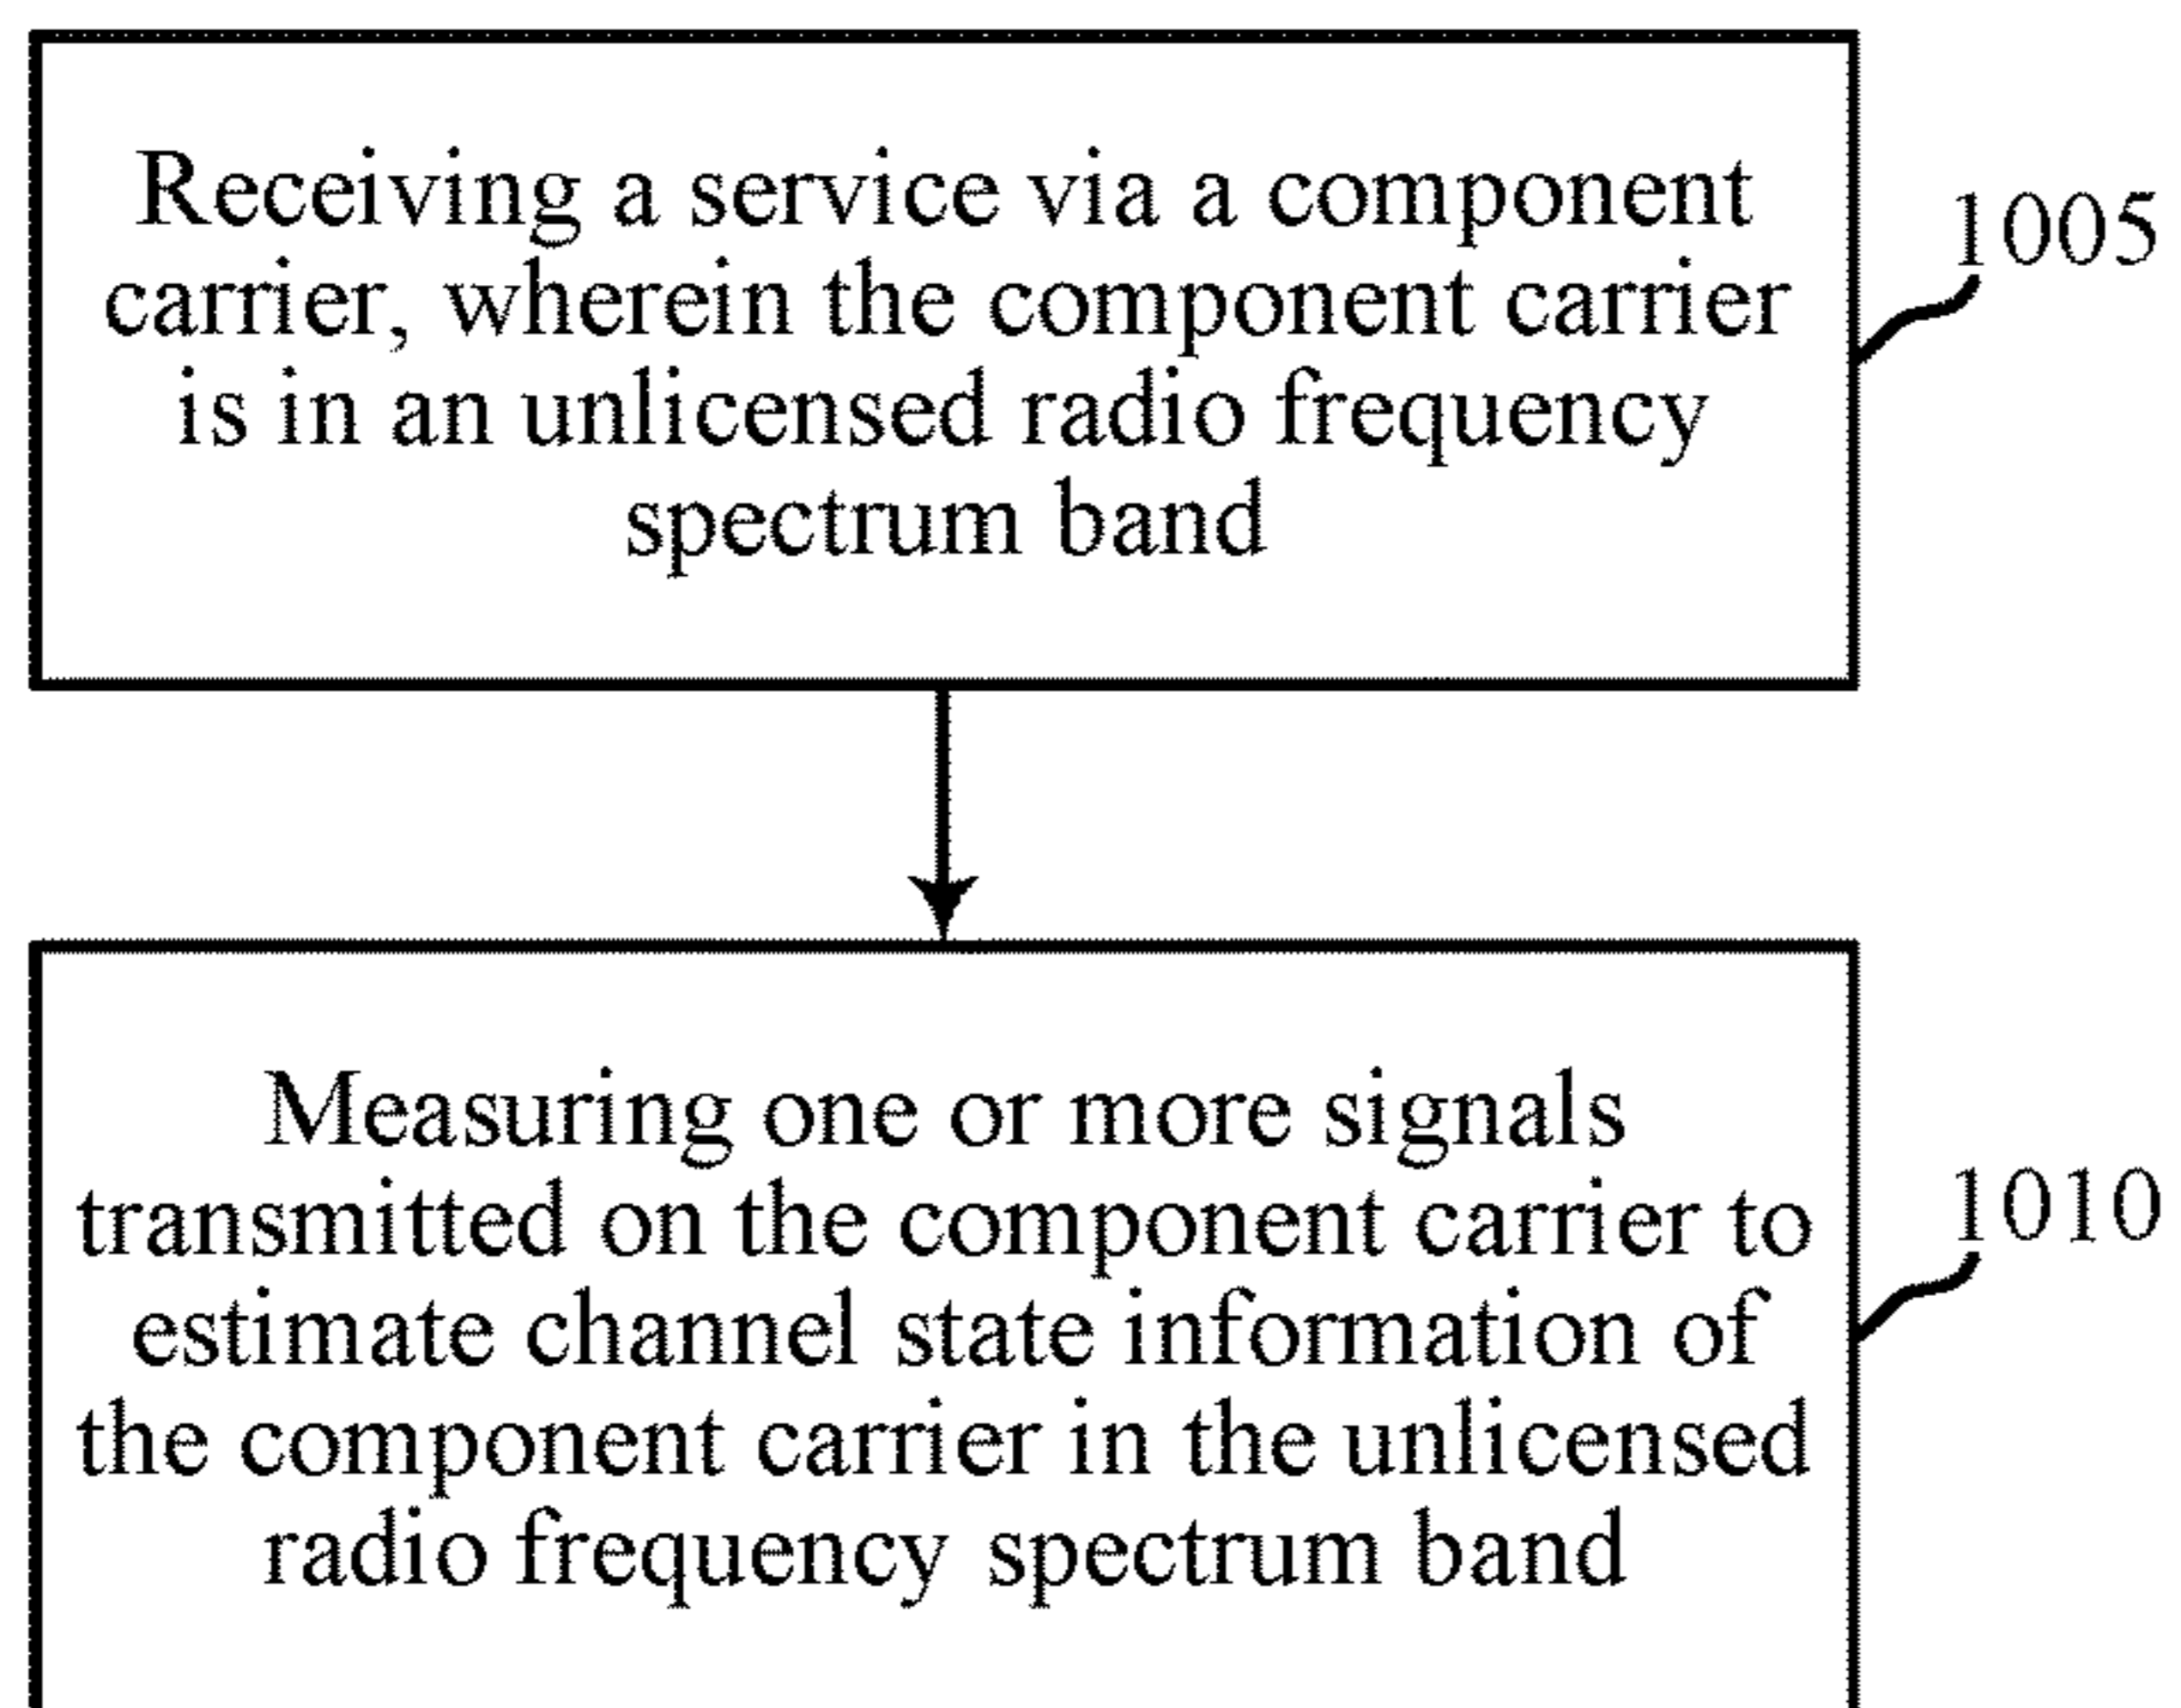 Receiving a service via a component
carrier, wherein the component carrier
is in an unlicensed radio frequency
spectrum band
1005
Measuring one or more signals
transmitted on the component carrier to
estimate channel state information of
the component carrier in the unlicensed
radio frequency spectrum band
1010